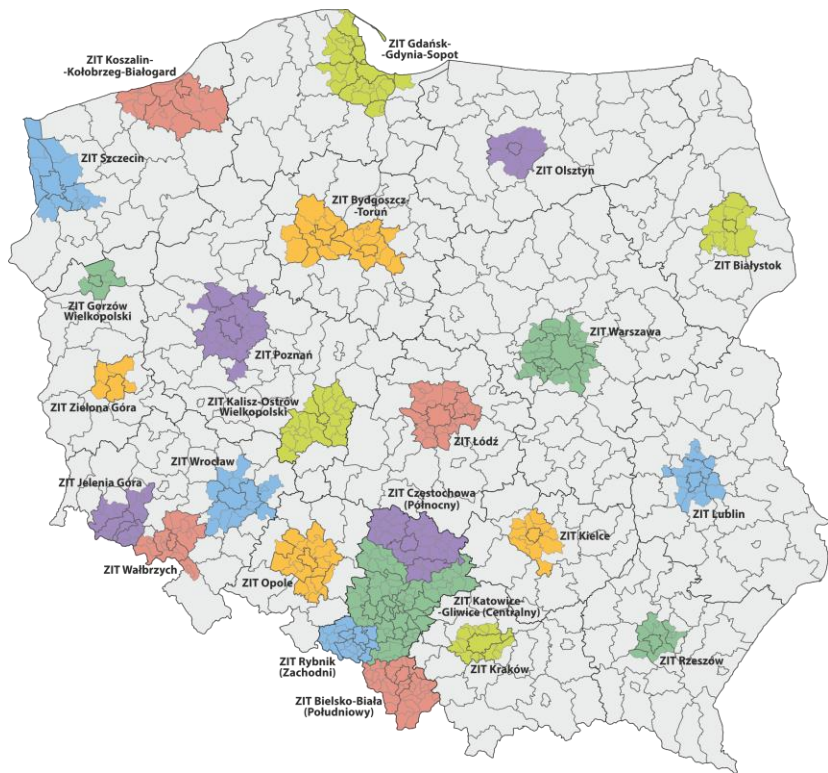 ZIT Gdańsk-
-Gdynia-Sopot
ZIT Koszalin-
-Kołobrzeg-Białogard
ZIT Szczecin
ZIT Olsztyn
ZIT Bydgoszcz-
-Toruń
ZIT Białystok
ZIT Gorzów
Wielkopolski
ZIT Warszawa
ZIT Poznań
ZIT Zielona Góra
ZIT Kalisz-Ostrów
Wielkopolski
ZIT Łódź
ZIT Wrocław
ZIT Jelenia Góra
ZIT Częstochowa
(Północny)
ZIT Lublin
ZIT Kielce
ZIT Wałbrzych
ZIT Opole
ZIT Katowice-
-Gliwice (Centralny)
ZIT Rybnik
(Zachodni)
ZIT Kraków
ZIT Rzeszów
ZIT Bielsko-Biała
(Południowy)